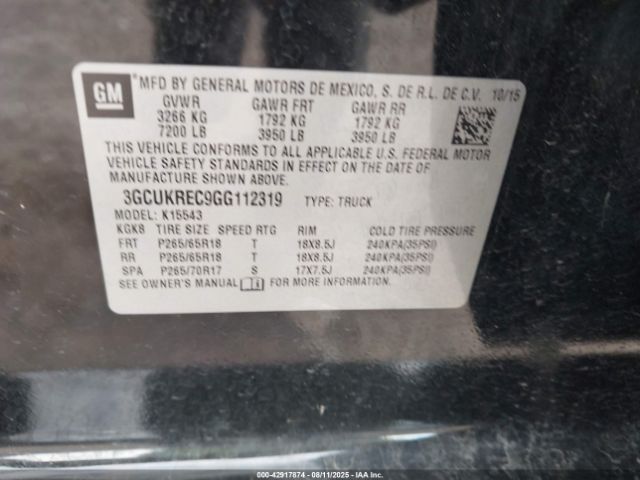 GM
*MFD BY GENERAL MOTORS DE MEXICO, S. DE R.L. DE C.V. 10/15
GVWR GAWR FRT GAWR RR
3266 KG 1792 KG 1792 KG
7200 LB 3950 LB 3950 LB
THIS VEHICLE CONFORMS TO ALL APPLICABLE U.S. FEDERAL MOTOR
VEHICLE SAFETY STANDARDS IN EFFECT ON THE DATE OF
MANUFACTURE SHOWN ABOVE.
3GCUKREC9GG112319 TYPE: TRUCK
MODEL: K15543
KGK8 TIRE SIZE SPEED RTG RIM COLD TIRE PRESSURE
FRT P265/65R18 T 18X8.5J 240KPA(35PSI)
RR P265/65R18 T 18X8.5J 240KPA(35PSI)
SPA P265/70R17 S 17X7.5J 240KPA(35PSI)
SEE OWNER'S MANUAL FOR MORE INFORMATION
000-42917874 | 08/11/2025 - IAA Inc.